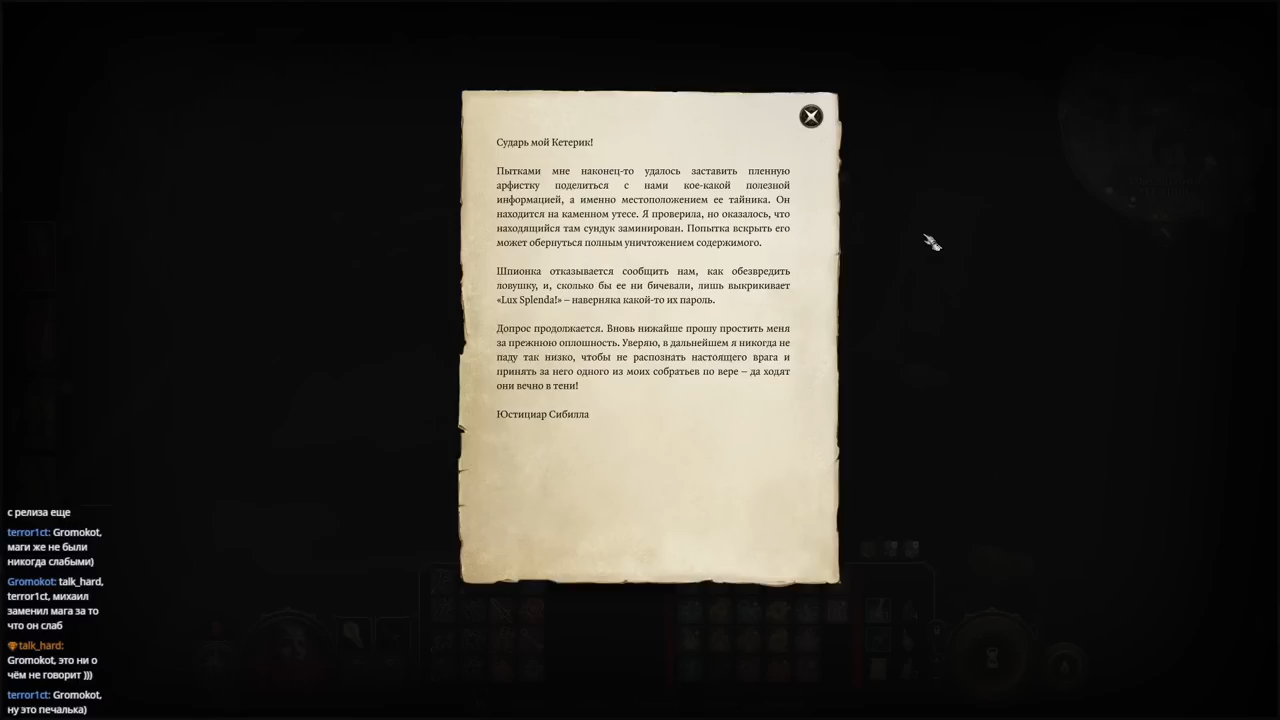 Сударь мой Кетерик!
Пытками мне наконец-то удалось заставить пленную
арфистку поделиться с нами кое-какой полезной
информацией, а именно местоположением ее тайника. Он
находится на каменном утесе. Я проверила, но оказалось, что
находящийся там сундук заминирован. Попытка вскрыть его
может обернуться полным уничтожением содержимого.
Шпионка отказывается сообщить нам, как обезвредить
ловушку, и, сколько бы ее ни бичевали, лишь выкрикивает
«Lux Splenda!» – наверняка какой-то их пароль.
Допрос продолжается. Вновь нижайше прошу простить меня
за прежнюю оплошность. Уверяю, в дальнейшем я никогда не
паду так низко, чтобы не распознать настоящего врага и
принять за него одного из моих собратьев по вере – да ходят
они вечно в тени!
Юстициар Сибилла
с релиза еще
terror1ct: Gromokot,
маги же не были
никогда слабыми)
Gromokot: talk_hard,
terror1ct, михаил
заменил мага за то
что он слаб
talk_hard:
Gromokot, это ни о
чём не говорит )))
terror1ct: Gromokot,
ну это печалька)